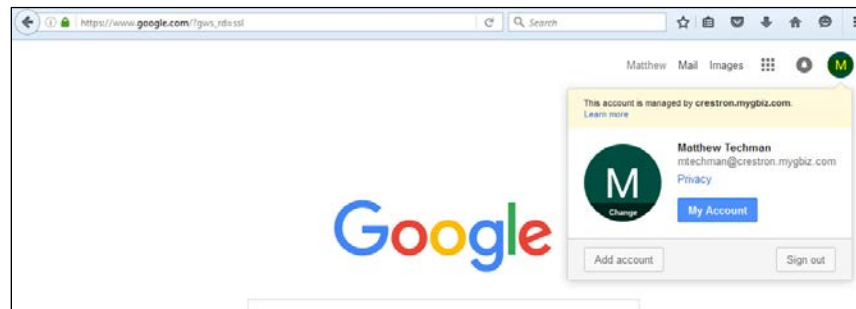 https://www.google.com/?gws_rd=ssl
Search
Matthew Mail Images
M
This account is managed by crestron.mygbiz.com.
Learn more
Matthew Techman
mtechman@crestron.mygbiz.com
Privacy
M
Change
My Account
Google
Add account
Sign out